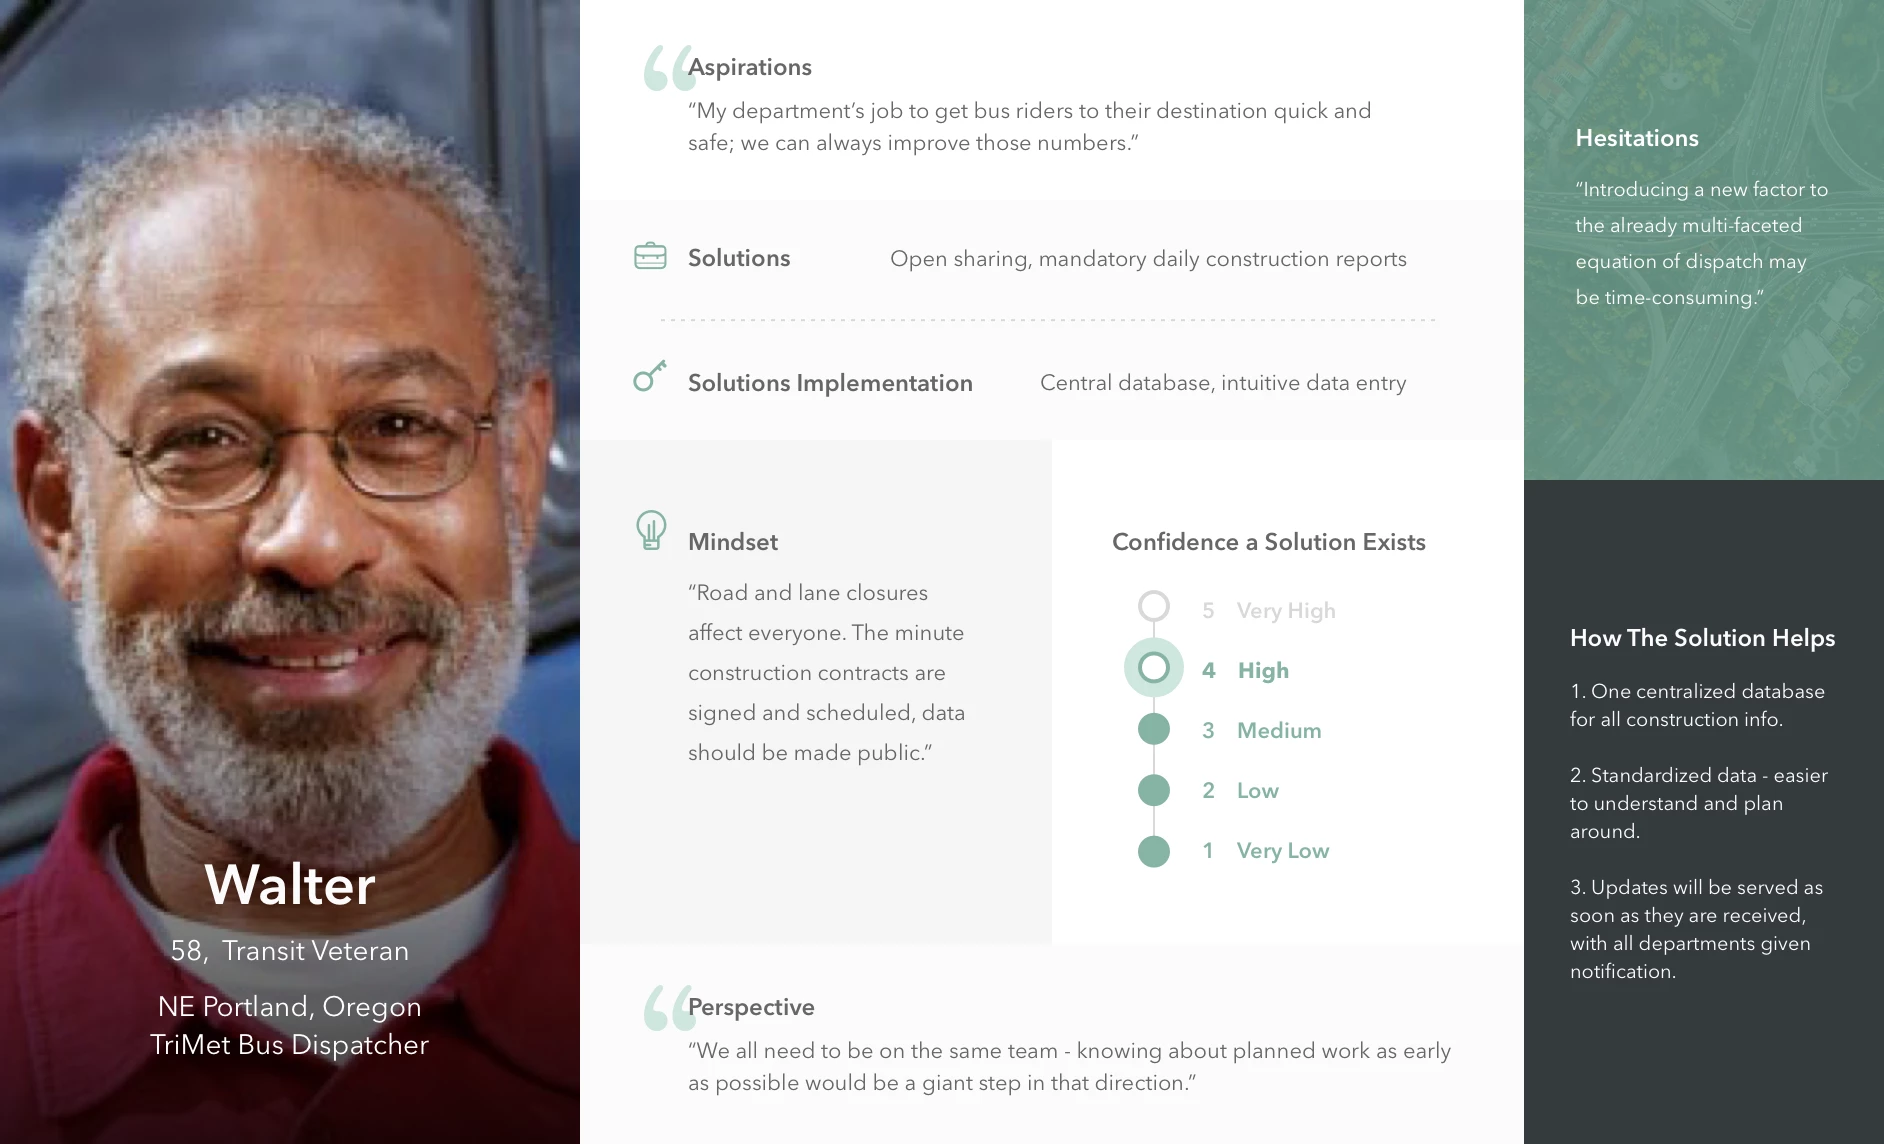 Walter
58, Transit Veteran
NE Portland, Oregon
TriMet Bus Dispatcher
Aspirations
“My department’s job to get bus riders to their destination quick and
safe; we can always improve those numbers.”
Solutions
Open sharing, mandatory daily construction reports
Solutions Implementation
Central database, intuitive data entry
Mindset
“Road and lane closures
affect everyone. The minute
construction contracts are
signed and scheduled, data
should be made public.”
Confidence a Solution Exists
5 Very High
4 High
3 Medium
2 Low
1 Very Low
Perspective
“We all need to be on the same team - knowing about planned work as early
as possible would be a giant step in that direction.”
Hesitations
“Introducing a new factor to
the already multi-faceted
equation of dispatch may
be time-consuming.”
How The Solution Helps
1. One centralized database
for all construction info.
2. Standardized data - easier
to understand and plan
around.
3. Updates will be served as
soon as they are received,
with all departments given
notification.